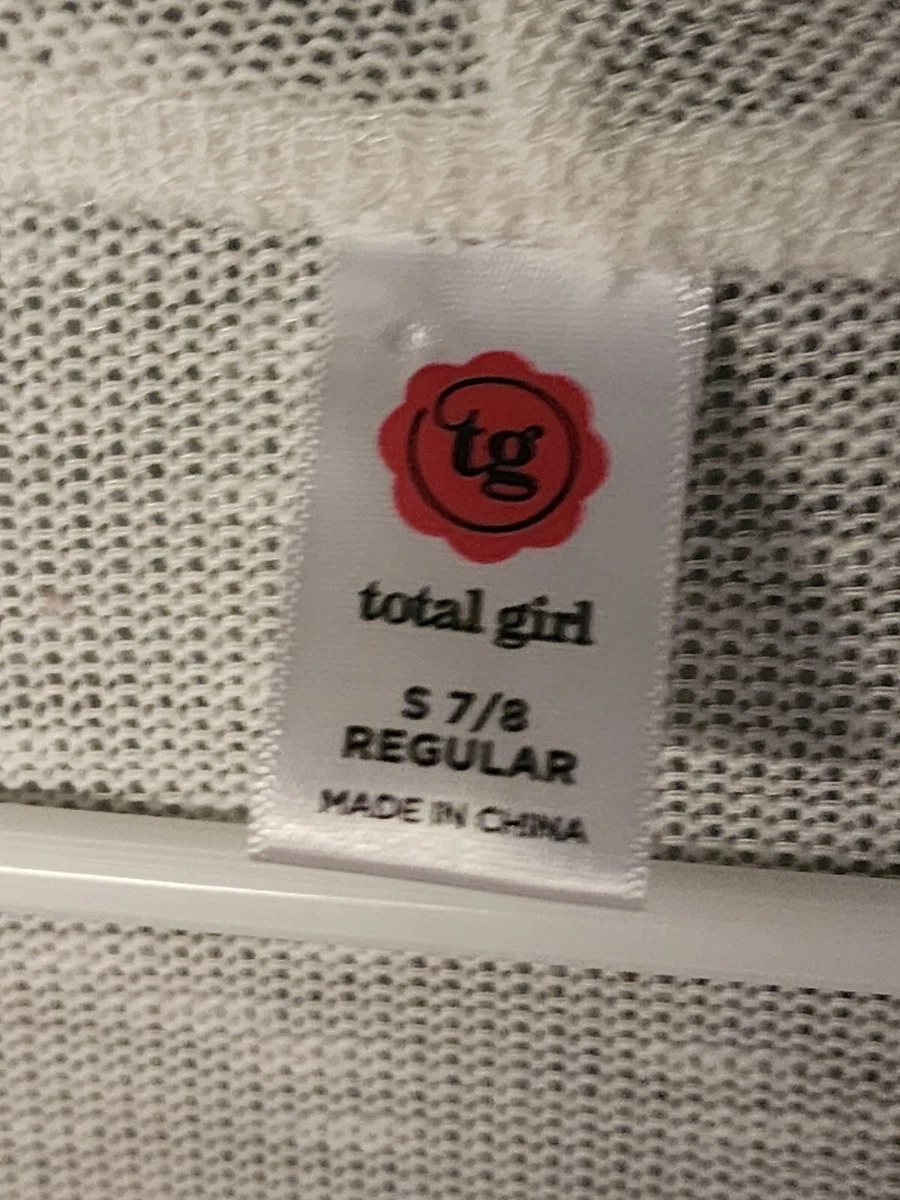 tg
total girl
S 7/8
REGULAR
MADE IN CHINA